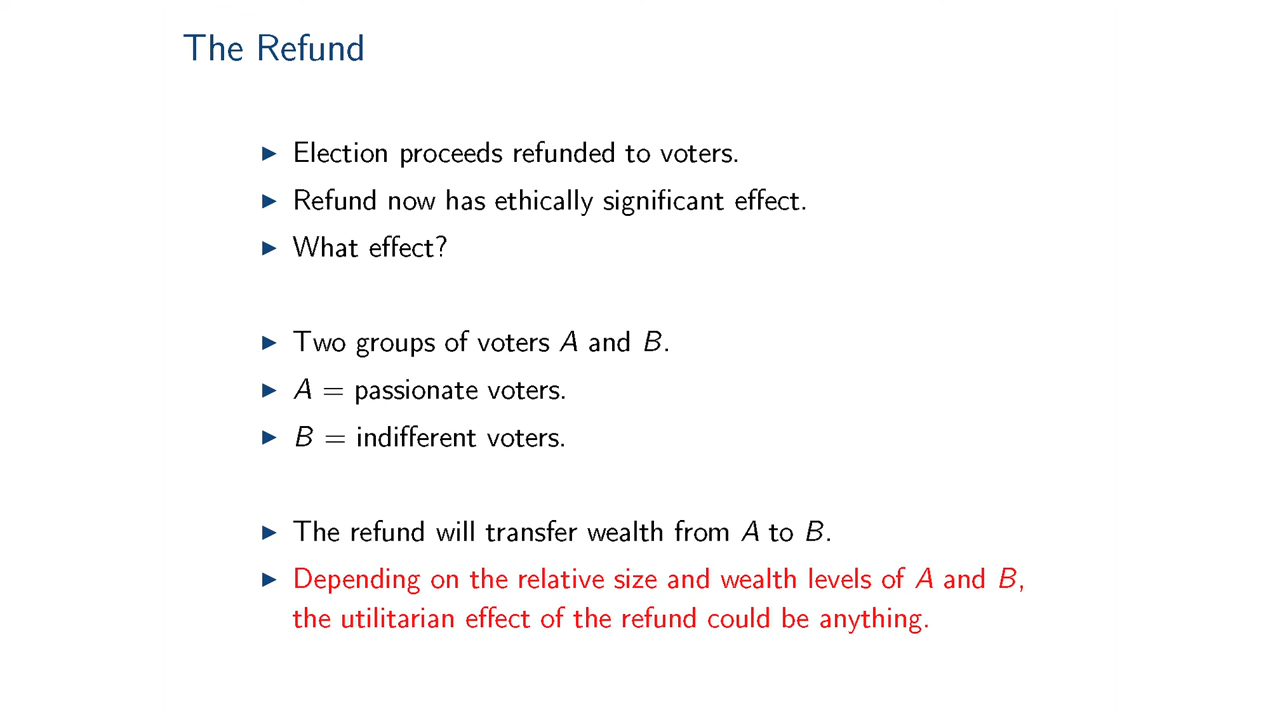 The Refund
▶ Election proceeds refunded to voters.
▶ Refund now has ethically significant effect.
▶ What effect?
▶ Two groups of voters A and B.
▶ A = passionate voters.
▶ B = indifferent voters.
▶ The refund will transfer wealth from A to B.
▶ Depending on the relative size and wealth levels of A and B,
the utilitarian effect of the refund could be anything.